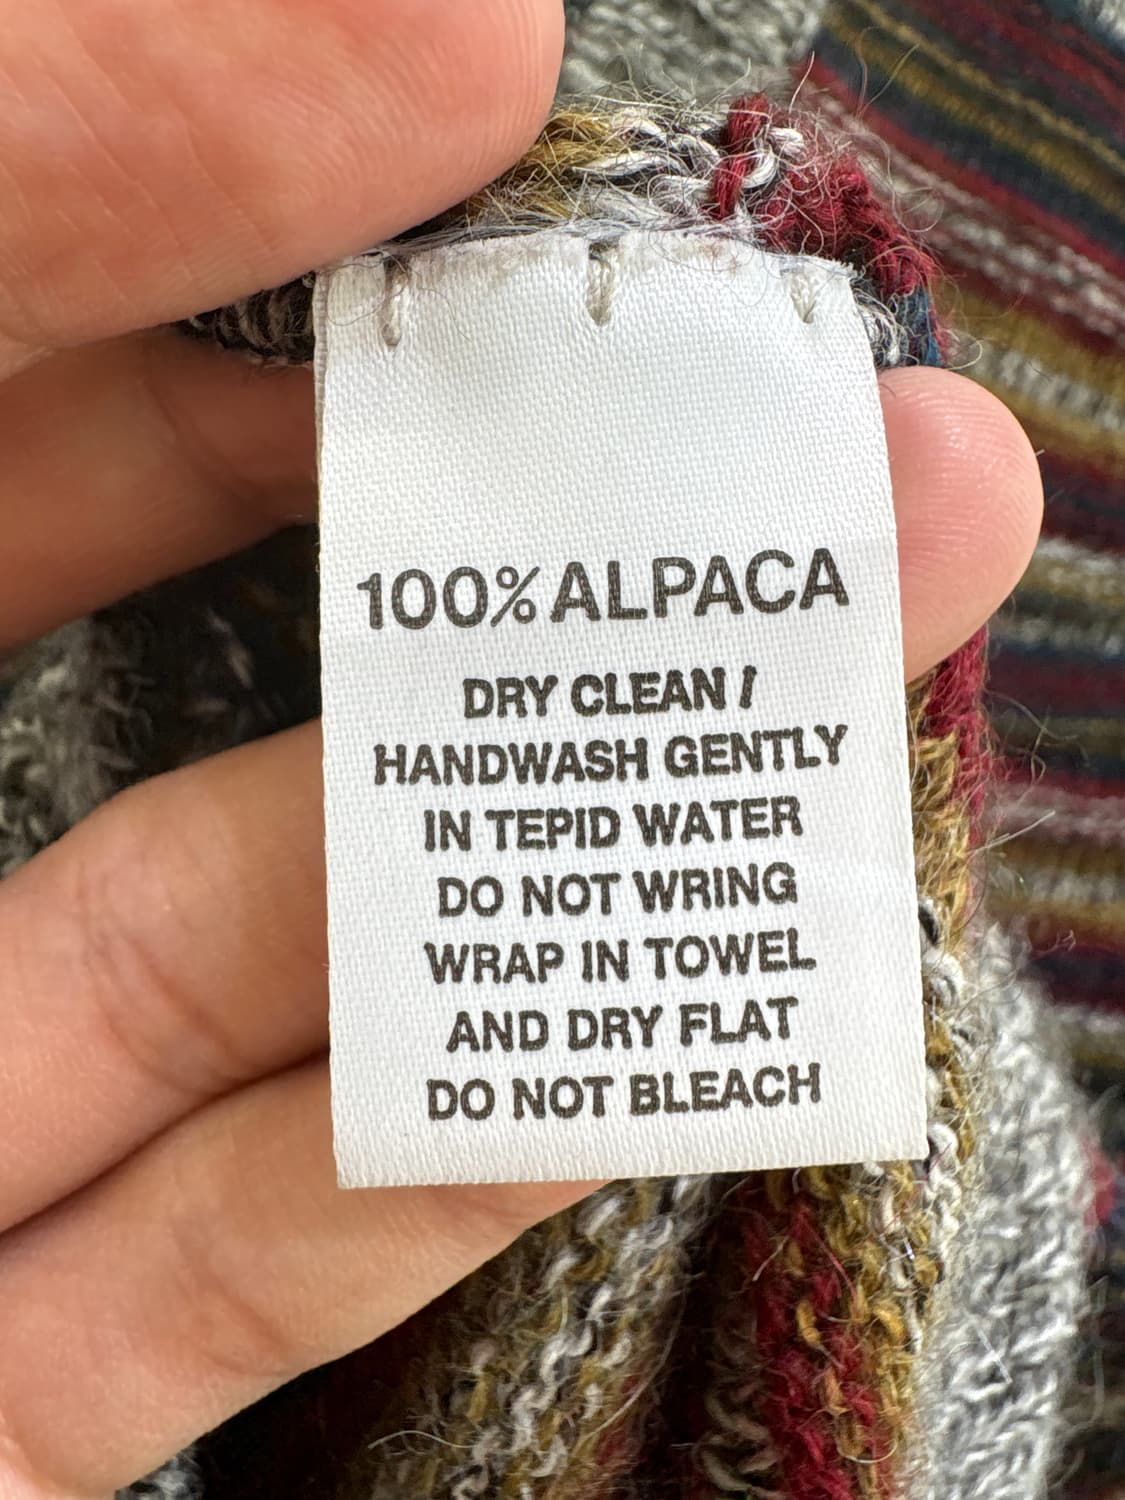 100% ALPACA
DRY CLEAN /
HANDWASH GENTLY
IN TEPID WATER
DO NOT WRING
WRAP IN TOWEL
AND DRY FLAT
DO NOT BLEACH